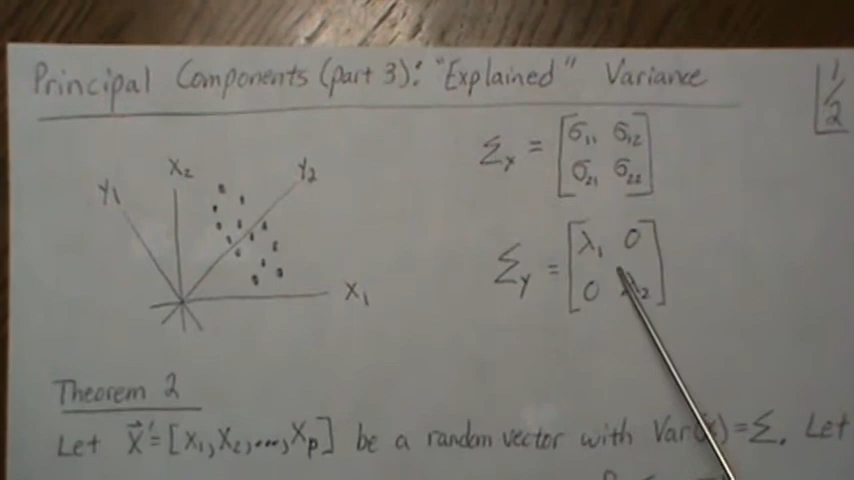 Principal Components (part 3): "Explained" Variance
1/2
X₂
Y₂
Y₁
X₁
Σₓ = [σ₁₁ σ₁₂
σ₂₁ σ₂₂]
Σᵧ = [λ₁ 0
0 λ₂]
Theorem 2
Let X⃗' = [X₁, X₂, ..., Xₚ] be a random vector with Var(X) = Σ. Let